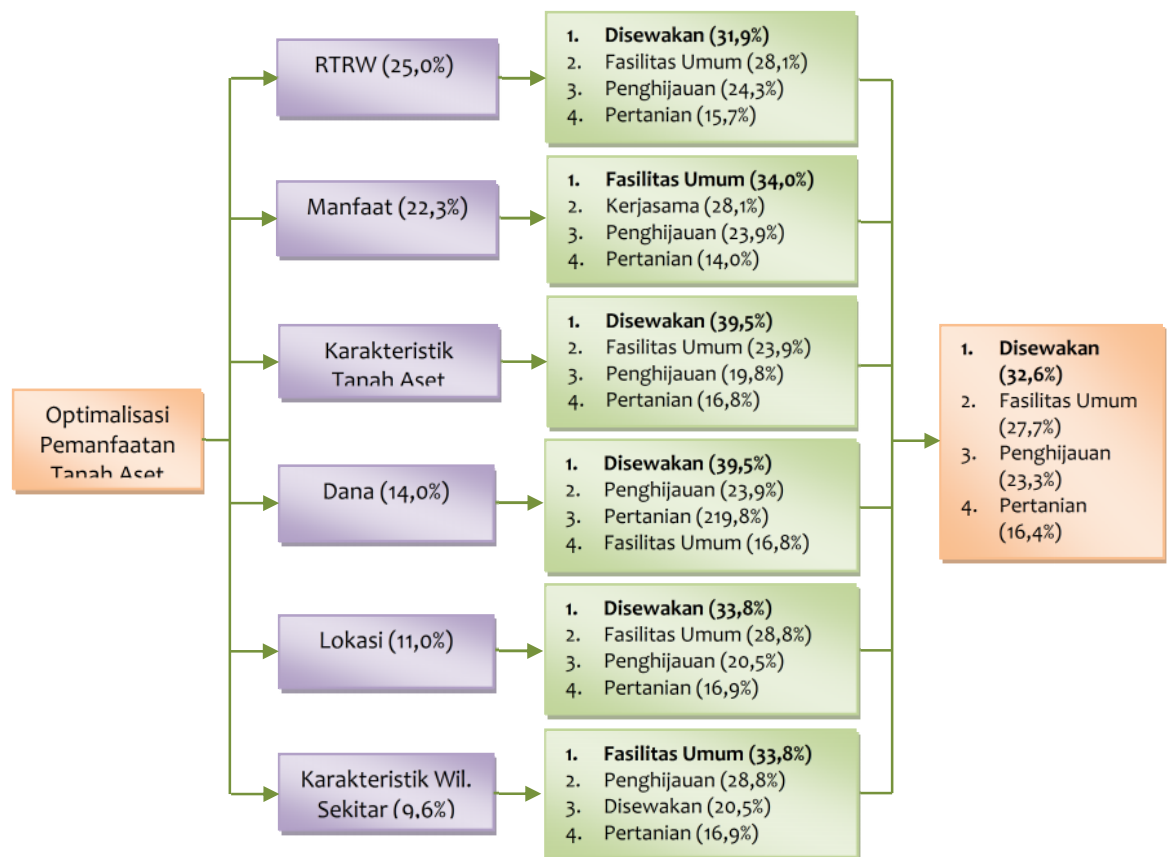 RTRW (25,0%)
1. Disewakan (31,9%)
2. Fasilitas Umum (28,1%)
3. Penghijauan (24,3%)
4. Pertanian (15,7%)
Manfaat (22,3%)
1. Fasilitas Umum (34,0%)
2. Kerjasama (28,1%)
3. Penghijauan (23,9%)
4. Pertanian (14,0%)
Karakteristik
Tanah Aset
1. Disewakan (39,5%)
2. Fasilitas Umum (23,9%)
3. Penghijauan (19,8%)
4. Pertanian (16,8%)
Optimalisasi
Pemanfaatan
Tanah Aset
Dana (14,0%)
1. Disewakan (39,5%)
2. Penghijauan (23,9%)
3. Pertanian (219,8%)
4. Fasilitas Umum (16,8%)
Lokasi (11,0%)
1. Disewakan (33,8%)
2. Fasilitas Umum (28,8%)
3. Penghijauan (20,5%)
4. Pertanian (16,9%)
Karakteristik Wil.
Sekitar (9,6%)
1. Fasilitas Umum (33,8%)
2. Penghijauan (28,8%)
3. Disewakan (20,5%)
4. Pertanian (16,9%)
1. Disewakan
(32,6%)
2. Fasilitas Umum
(27,7%)
3. Penghijauan
(23,3%)
4. Pertanian
(16,4%)